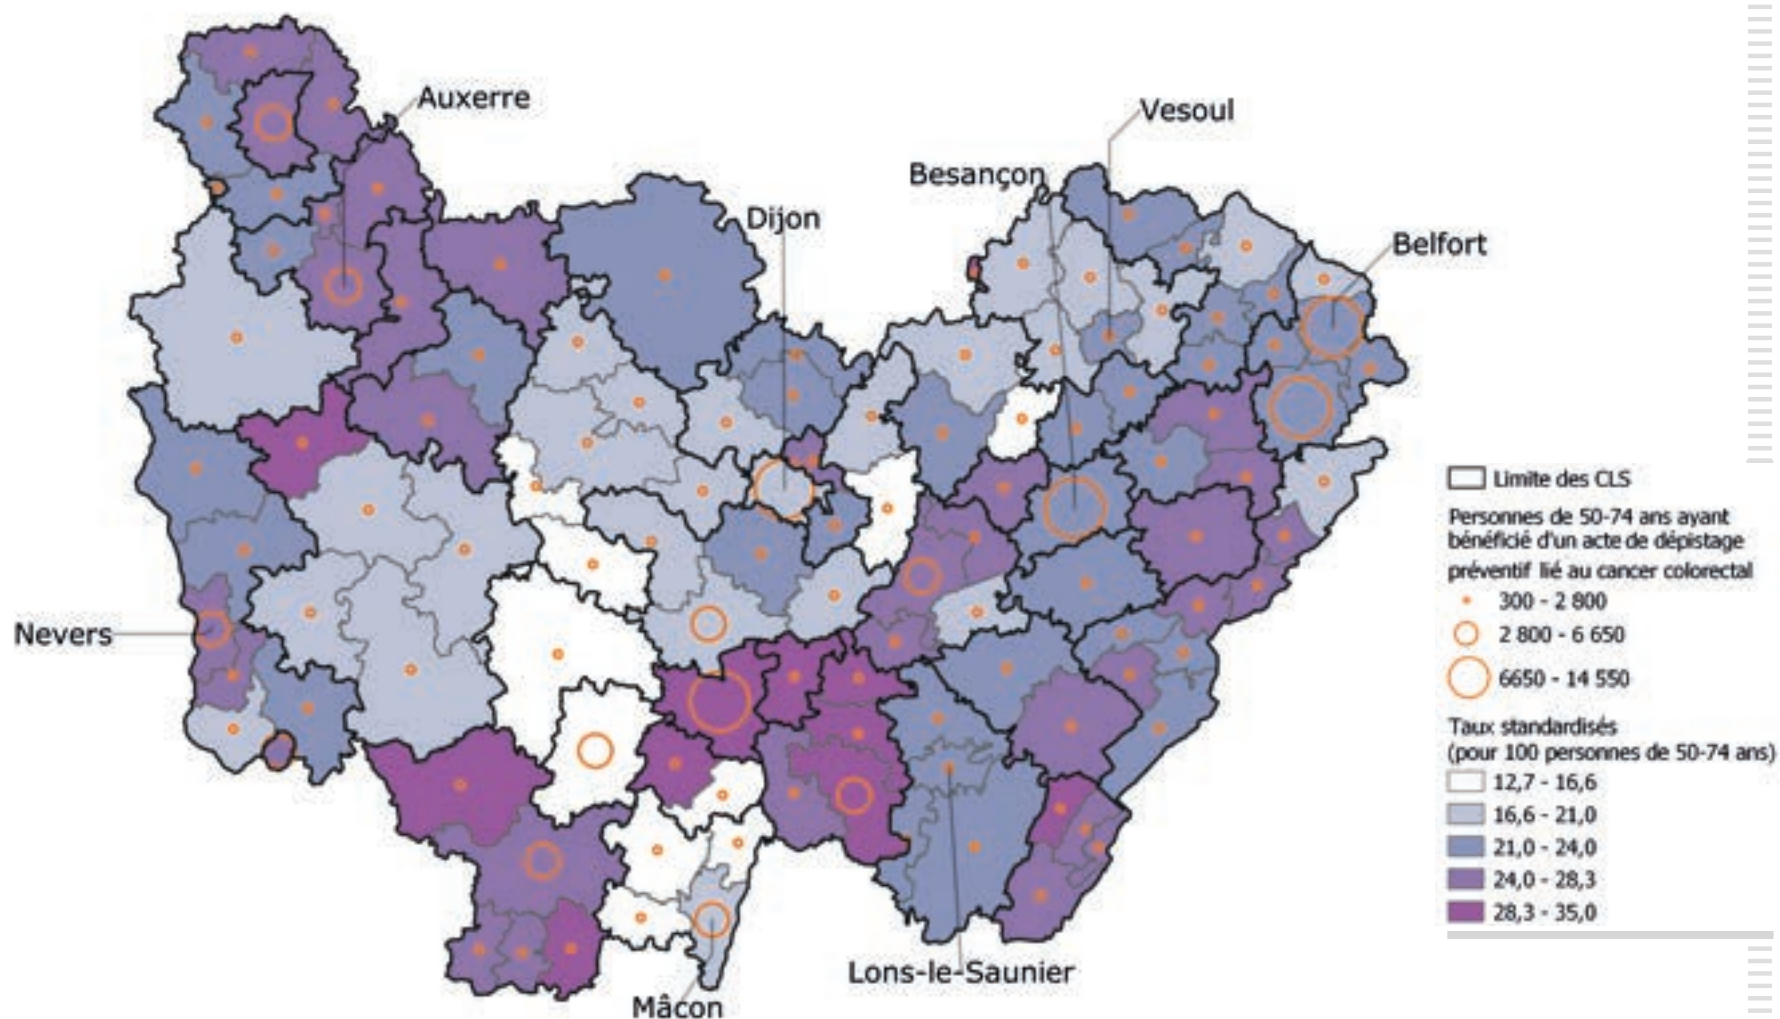 Auxerre
Vesoul
Besançon
Dijon
Belfort
Nevers
Lons-le-Saunier
Mâcon
Limite des CLS
Personnes de 50-74 ans ayant
bénéficié d'un acte de dépistage
préventif lié au cancer colorectal
300 - 2 800
2 800 - 6 650
6650 - 14 550
Taux standardisés
(pour 100 personnes de 50-74 ans)
12,7 - 16,6
16,6 - 21,0
21,0 - 24,0
24,0 - 28,3
28,3 - 35,0